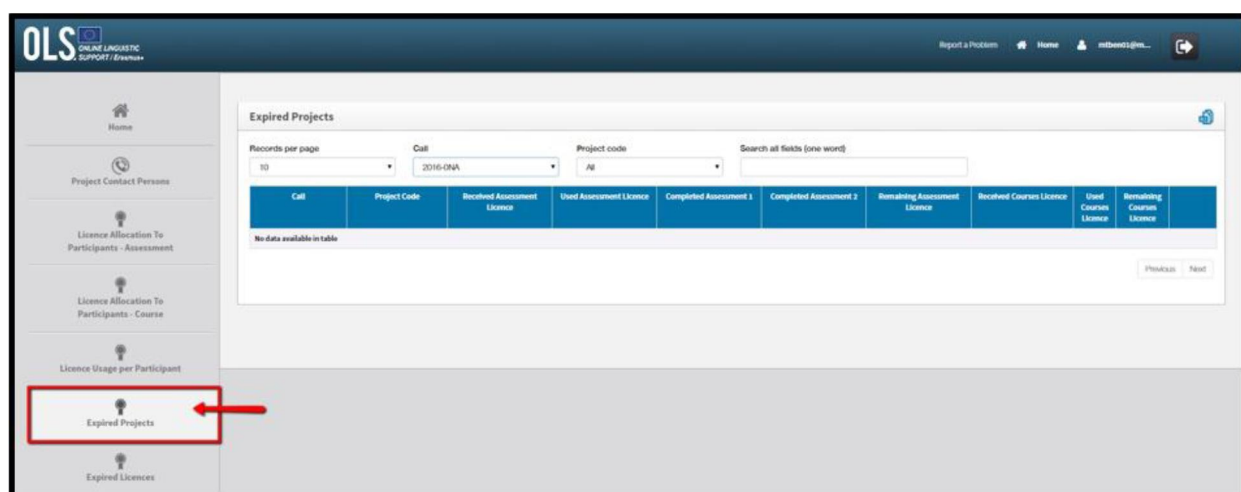 OLS ONLINE LINGUISTIC
SUPPORT / Erasmus+
Report a Problem
Home
mtben01@m...
Home
Project Contact Persons
Licence Allocation To
Participants - Assessment
Licence Allocation To
Participants - Course
Licence Usage per Participant
Expired Projects
Expired Licences
Expired Projects
Records per page
Call
Project code
Search all fields (one word)
10
2016-0NA
All
Call
Project Code
Received Assessment
Licence
Used Assessment Licence
Completed Assessment 1
Completed Assessment 2
Remaining Assessment
Licence
Received Courses Licence
Used
Courses
Licence
Remaining
Courses
Licence
No data available in table
Previous
Next